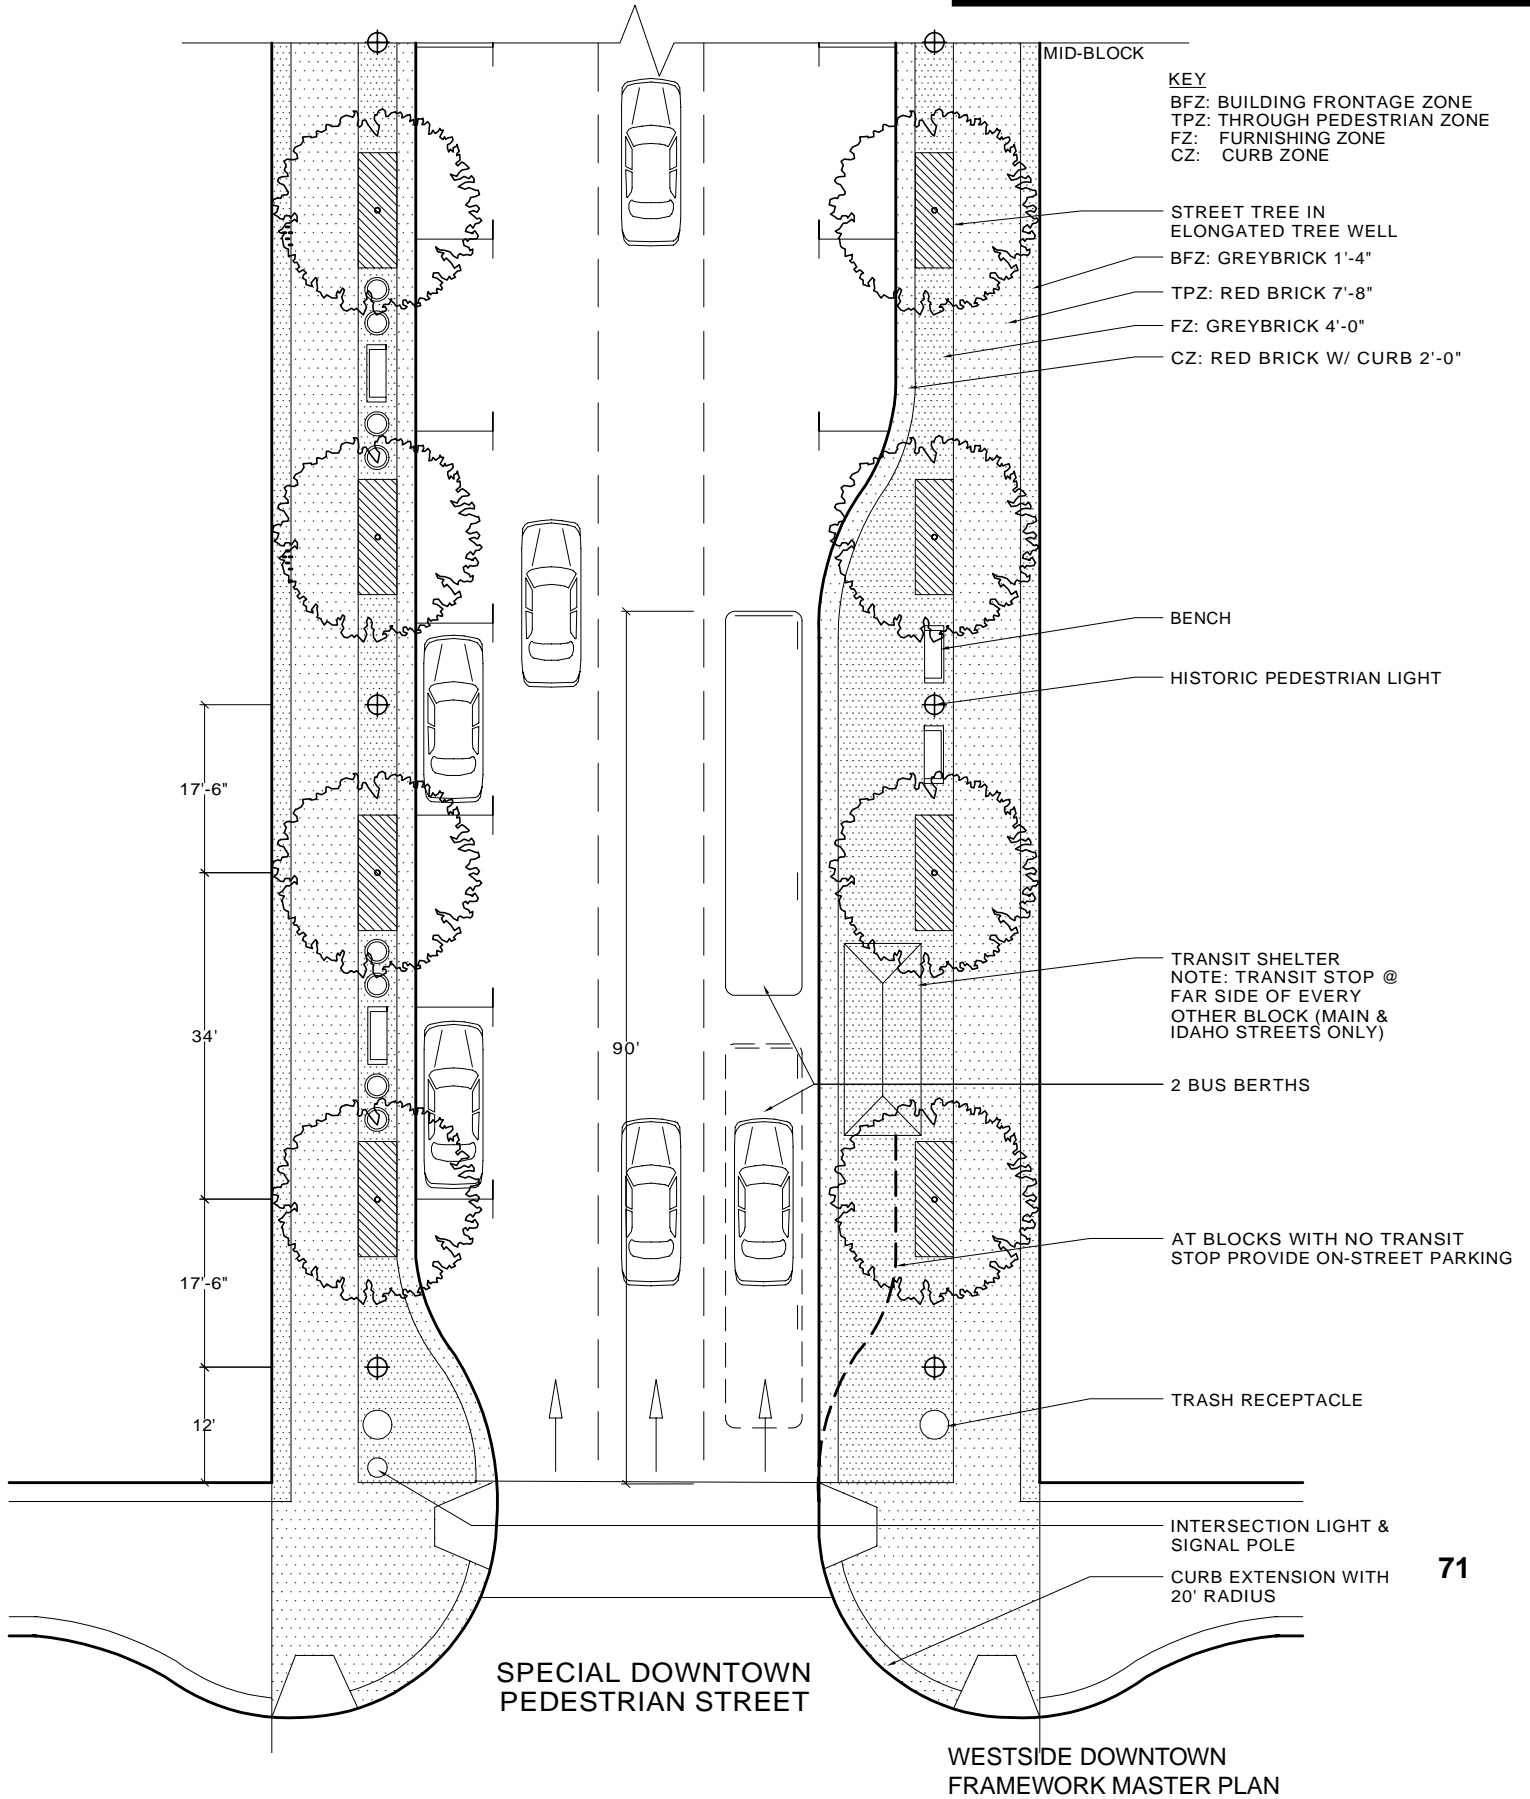 MID-BLOCK
KEY
BFZ: BUILDING FRONTAGE ZONE
TPZ: THROUGH PEDESTRIAN ZONE
FZ: FURNISHING ZONE
CZ: CURB ZONE
STREET TREE IN
ELONGATED TREE WELL
BFZ: GREYBRICK 1'-4"
TPZ: RED BRICK 7'-8"
FZ: GREYBRICK 4'-0"
CZ: RED BRICK W/ CURB 2'-0"
BENCH
HISTORIC PEDESTRIAN LIGHT
17'-6"
TRANSIT SHELTER
NOTE: TRANSIT STOP @
FAR SIDE OF EVERY
OTHER BLOCK (MAIN &
IDAHO STREETS ONLY)
34'
90'
2 BUS BERTHS
AT BLOCKS WITH NO TRANSIT
STOP PROVIDE ON-STREET PARKING
17'-6"
TRASH RECEPTACLE
12'
INTERSECTION LIGHT &
SIGNAL POLE
71
CURB EXTENSION WITH
20' RADIUS
SPECIAL DOWNTOWN
PEDESTRIAN STREET
WESTSIDE DOWNTOWN
FRAMEWORK MASTER PLAN